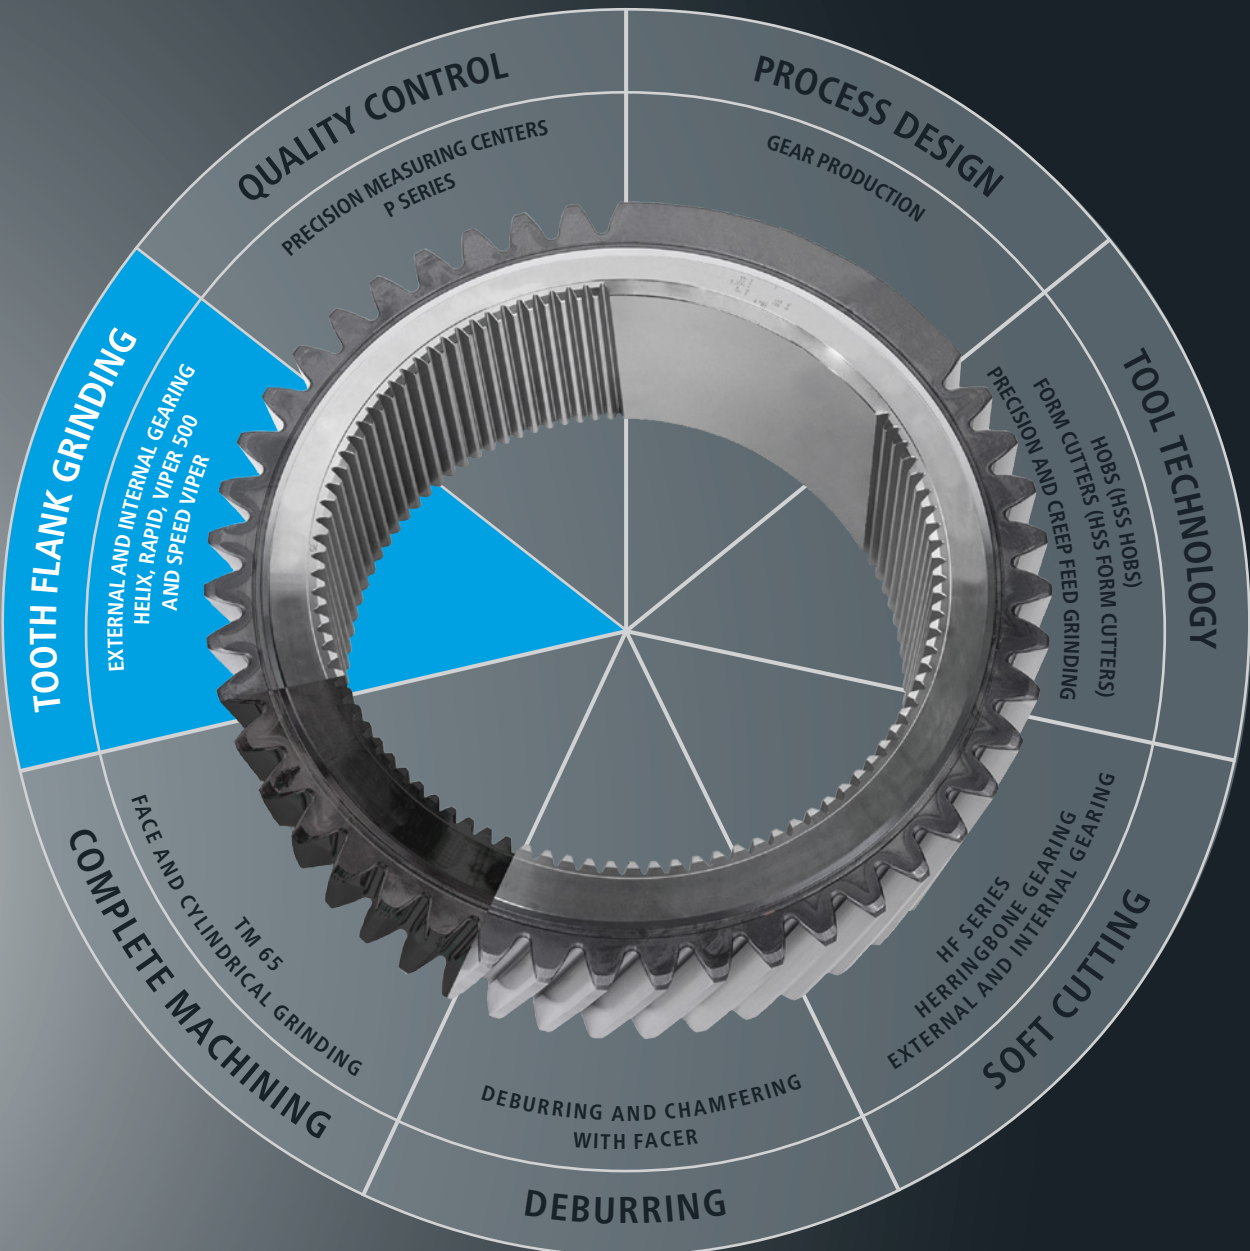 PROCESS DESIGN
GEAR PRODUCTION
TOOL TECHNOLOGY
HOBS (HSS HOBS)
FORM CUTTERS (HSS FORM CUTTERS)
PRECISION AND CREEP FEED GRINDING
SOFT CUTTING
HF SERIES
HERRINGBONE GEARING
EXTERNAL AND INTERNAL GEARING
DEBURRING
DEBURRING AND CHAMFERING
WITH FACER
COMPLETE MACHINING
TM 65
FACE AND CYLINDRICAL GRINDING
TOOTH FLANK GRINDING
EXTERNAL AND INTERNAL GEARING
HELIX, RAPID, VIPER 500
AND SPEED VIPER
QUALITY CONTROL
PRECISION MEASURING CENTERS
P SERIES